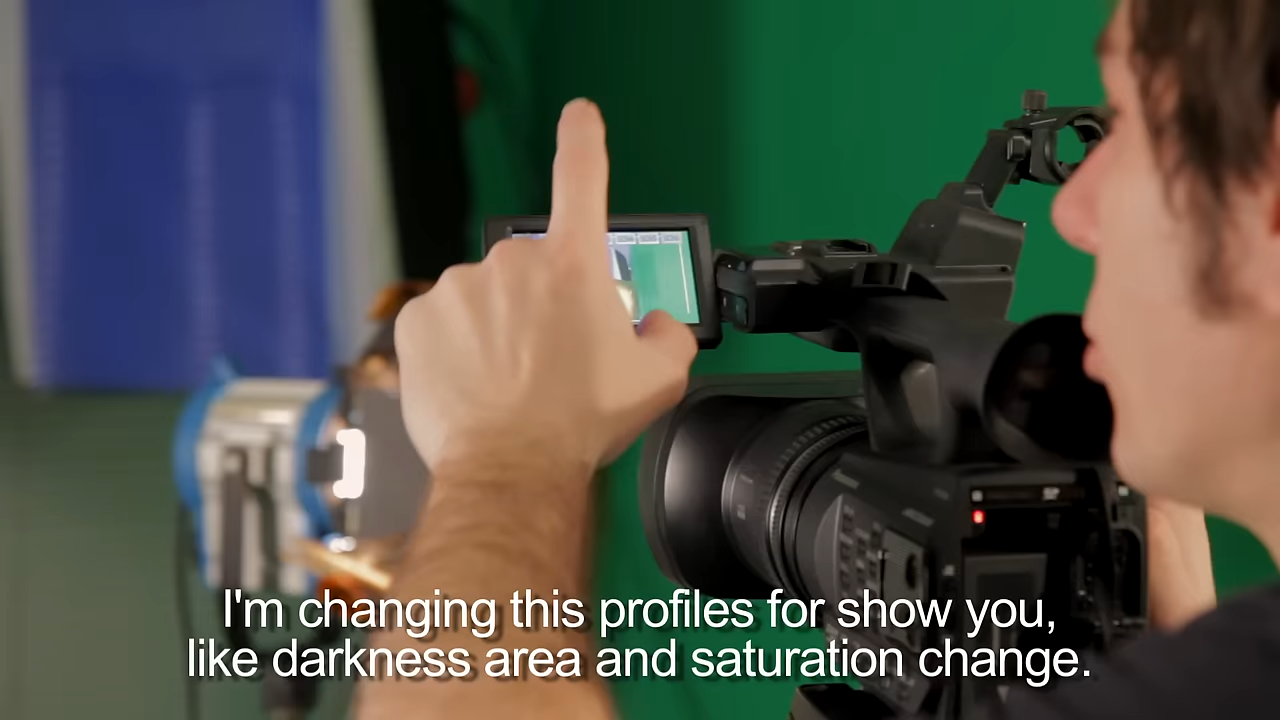 I'm changing this profiles for show you,
like darkness area and saturation change.